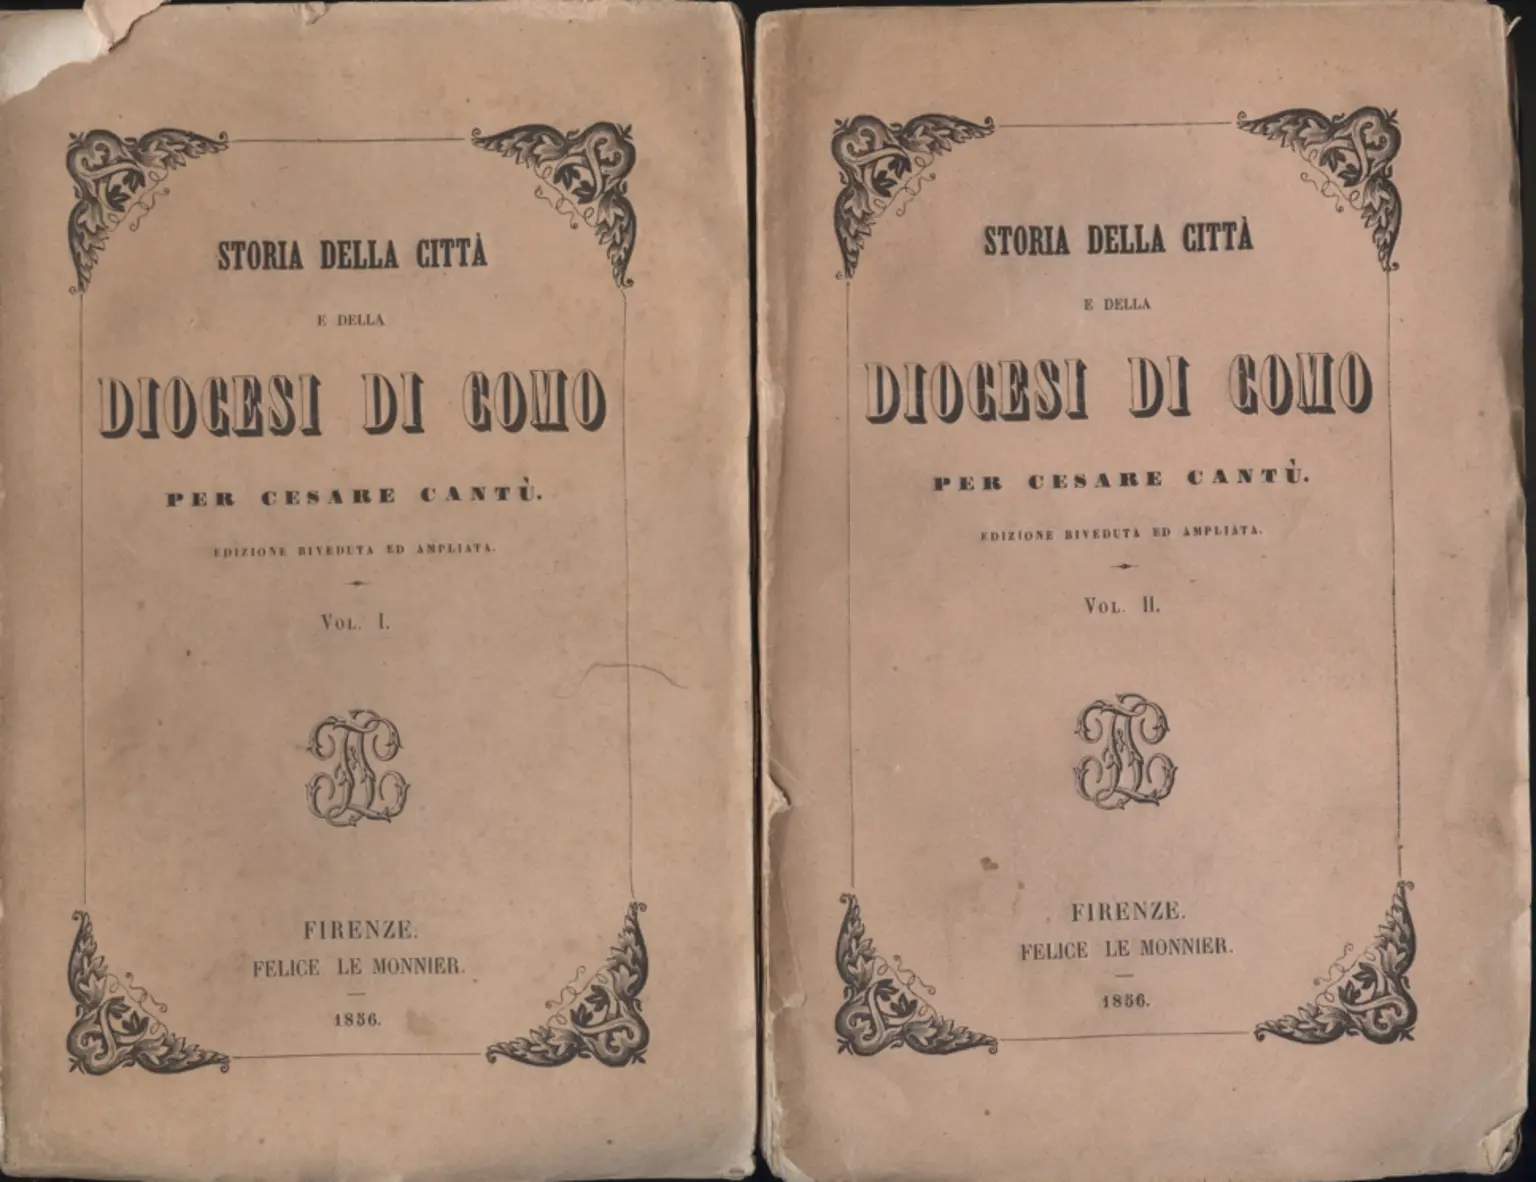 STORIA DELLA CITTÀ
E DELLA
DIOCESI DI COMO
PER CESARE CANTÙ.
EDIZIONE RIVEDUTA ED AMPLIATA.
VOL. I.
FIRENZE.
FELICE LE MONNIER.
1856.
STORIA DELLA CITTÀ
E DELLA
DIOCESI DI COMO
PER CESARE CANTÙ.
EDIZIONE RIVEDUTA ED AMPLIATA.
VOL. II.
FIRENZE.
FELICE LE MONNIER.
1856.